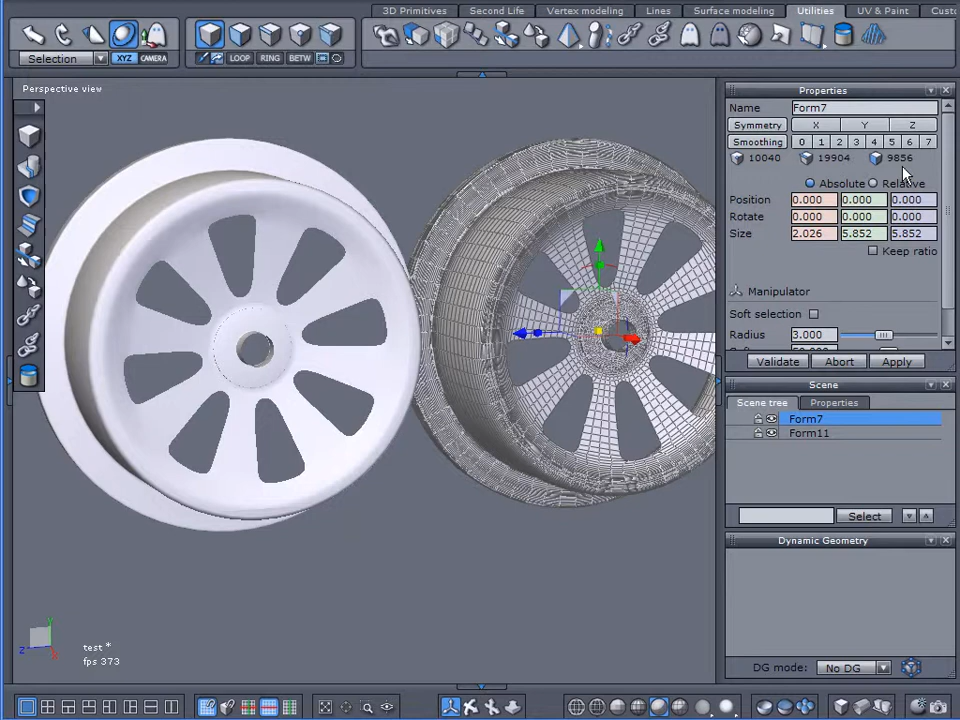 3D Primitives Second Life Vertex modeling Lines Surface modeling Utilities UV & Paint Custo
Selection XYZ CAMERA LOOP RING BETW
Perspective view
Properties
Name Form7
Symmetry X Y Z
Smoothing 0 1 2 3 4 5 6 7
10040 19904 9856
Absolute Relative
Position 0.000 0.000 0.000
Rotate 0.000 0.000 0.000
Size 2.026 5.852 5.852
Keep ratio
Manipulator
Soft selection
Radius 3.000
Validate Abort Apply
Scene
Scene tree Properties
Form7
Form11
Select
Dynamic Geometry
DG mode: No DG
Y
Z X
test *
fps 373